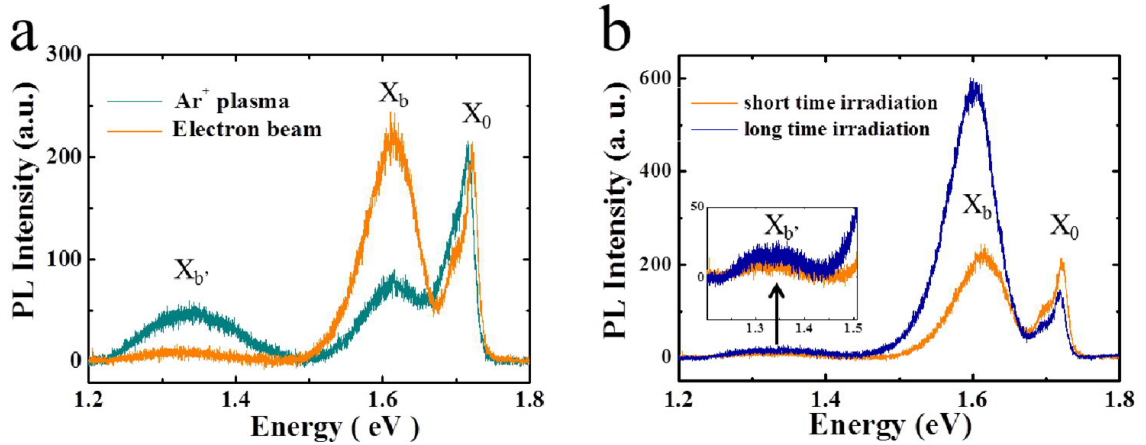 a
300
200
100
0
PL Intensity (a.u.)
Ar+ plasma
Electron beam
Xb
X0
Xb'
1.2 1.4 1.6 1.8
Energy ( eV )
b
600
400
200
0
PL Intensity (a. u.)
short time irradiation
long time irradiation
50
0
Xb'
1.3 1.4 1.5
Xb
X0
1.2 1.4 1.6 1.8
Energy (eV)